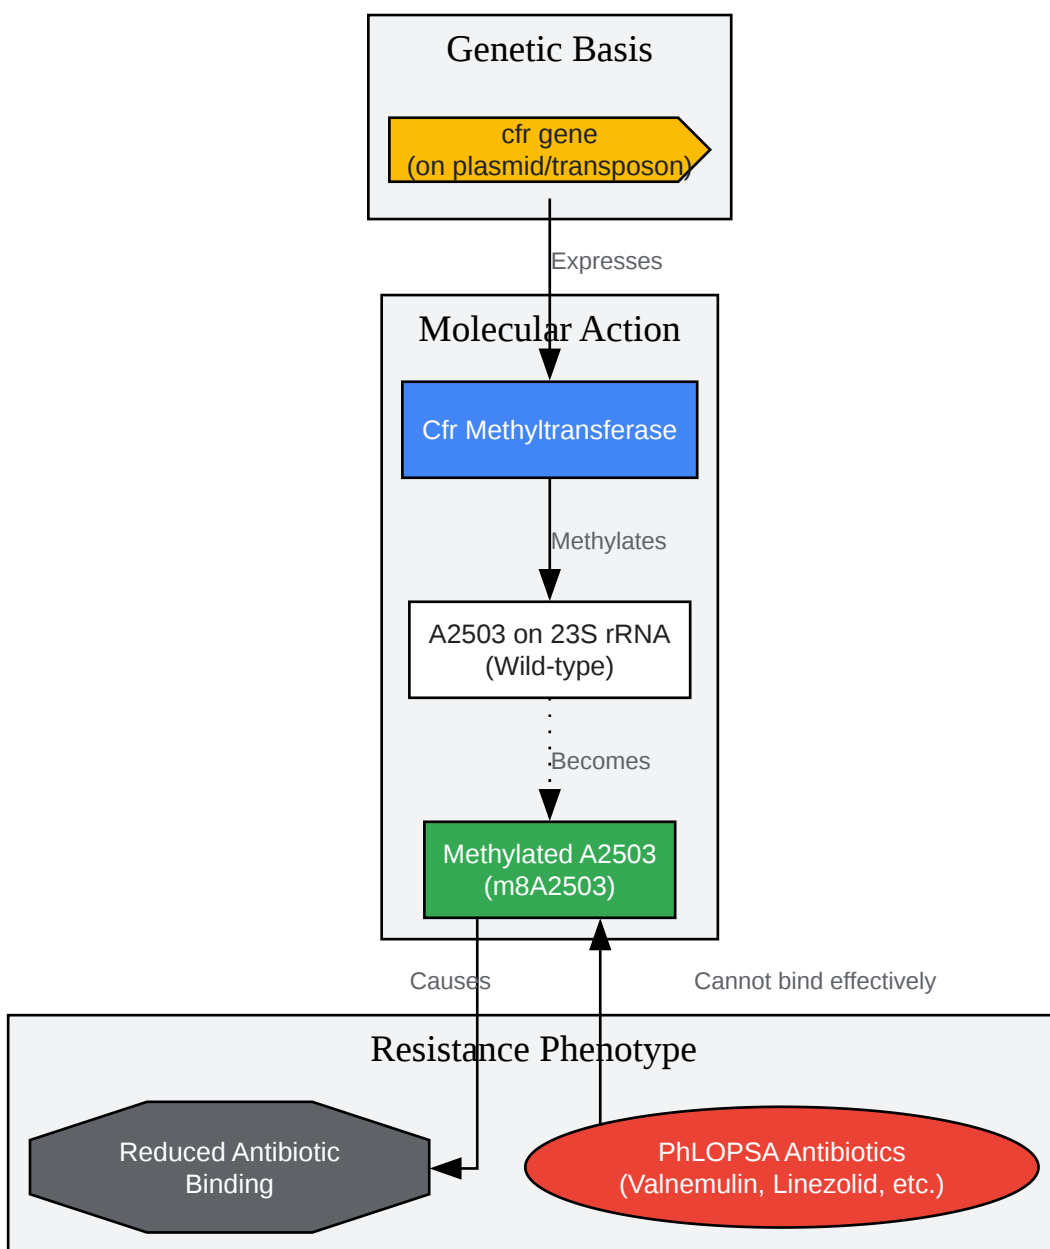 Genetic Basis
cfr gene
(on plasmid/transposon)
Expresses
Molecular Action
Cfr Methyltransferase
Methylates
A2503 on 23S rRNA
(Wild-type)
Becomes
Methylated A2503
(m8A2503)
Causes
Cannot bind effectively
Resistance Phenotype
Reduced Antibiotic
Binding
PhLOPSA Antibiotics
(Valnemulin, Linezolid, etc.)